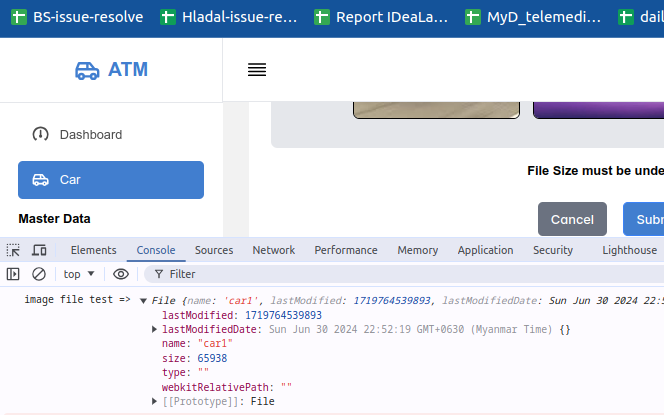 BS-issue-resolve Hladal-issue-re... Report IDeaLa... MyD_telemedi... dail
ATM
Dashboard
Car
Master Data
File Size must be unde
Cancel Subm
Elements Console Sources Network Performance Memory Application Security Lighthouse
top Filter
image file test => File {name: 'car1', lastModified: 1719764539893, lastModifiedDate: Sun Jun 30 2024 22:5
lastModified: 1719764539893
lastModifiedDate: Sun Jun 30 2024 22:52:19 GMT+0630 (Myanmar Time) {}
name: "car1"
size: 65938
type: ""
webkitRelativePath: ""
[[Prototype]]: File